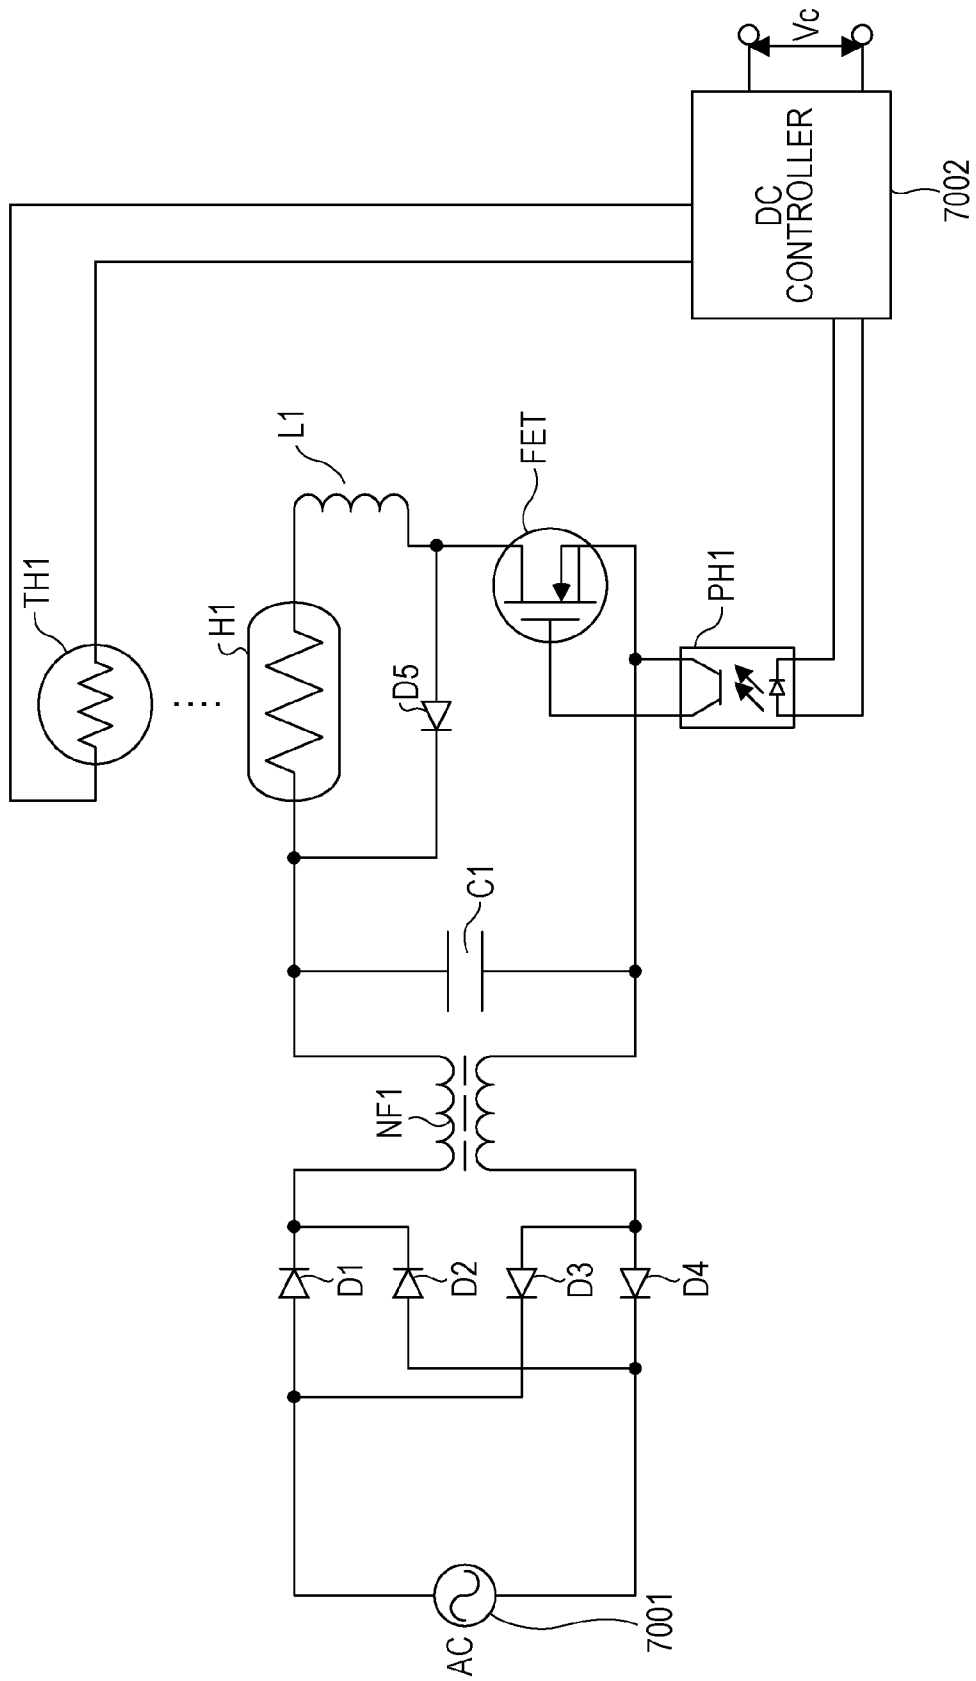 AC
7001
D1
D2
D3
D4
NF1
C1
TH1
H1
D5
L1
FET
PH1
DC
CONTROLLER
7002
Vc